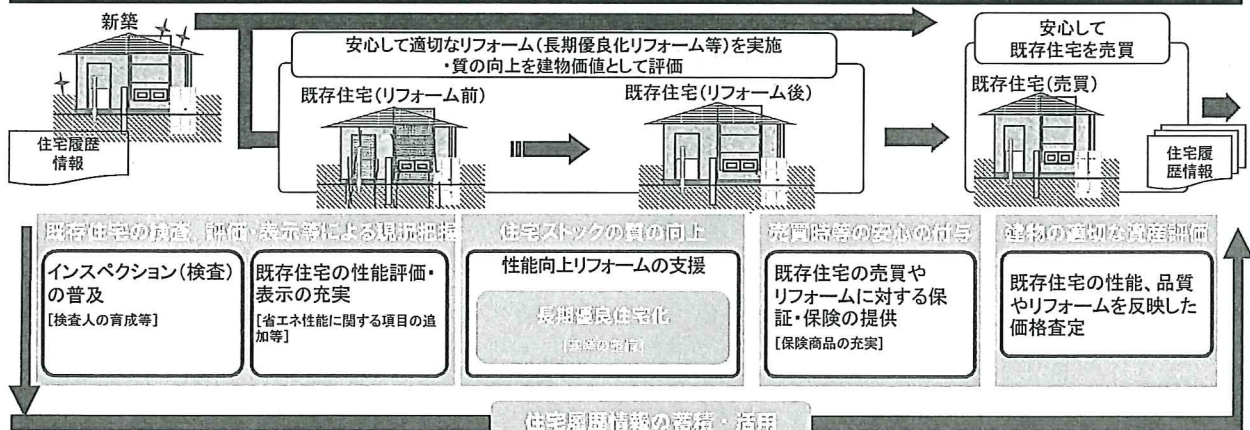 新築
安心して適切なリフォーム(長期優良化リフォーム等)を実施
・質の向上を建物価値として評価
安心して
既存住宅を売買
既存住宅(リフォーム前)
既存住宅(リフォーム後)
既存住宅(売買)
住宅履歴
情報
住宅履
歴情報
既存住宅の検査、評価・表示等による現況把握
住宅ストックの質の向上
売買時等の安心の付与
建物の適切な資産評価
インスペクション(検査)
の普及
[検査人の育成等]
既存住宅の性能評価・
表示の充実
[省エネ性能に関する項目の追
加等]
性能向上リフォームの支援
長期優良住宅化
[基準の整備]
既存住宅の売買や
リフォームに対する保
証・保険の提供
[保険商品の充実]
既存住宅の性能、品質
やリフォームを反映した
価格査定
住宅履歴情報の蓄積・活用